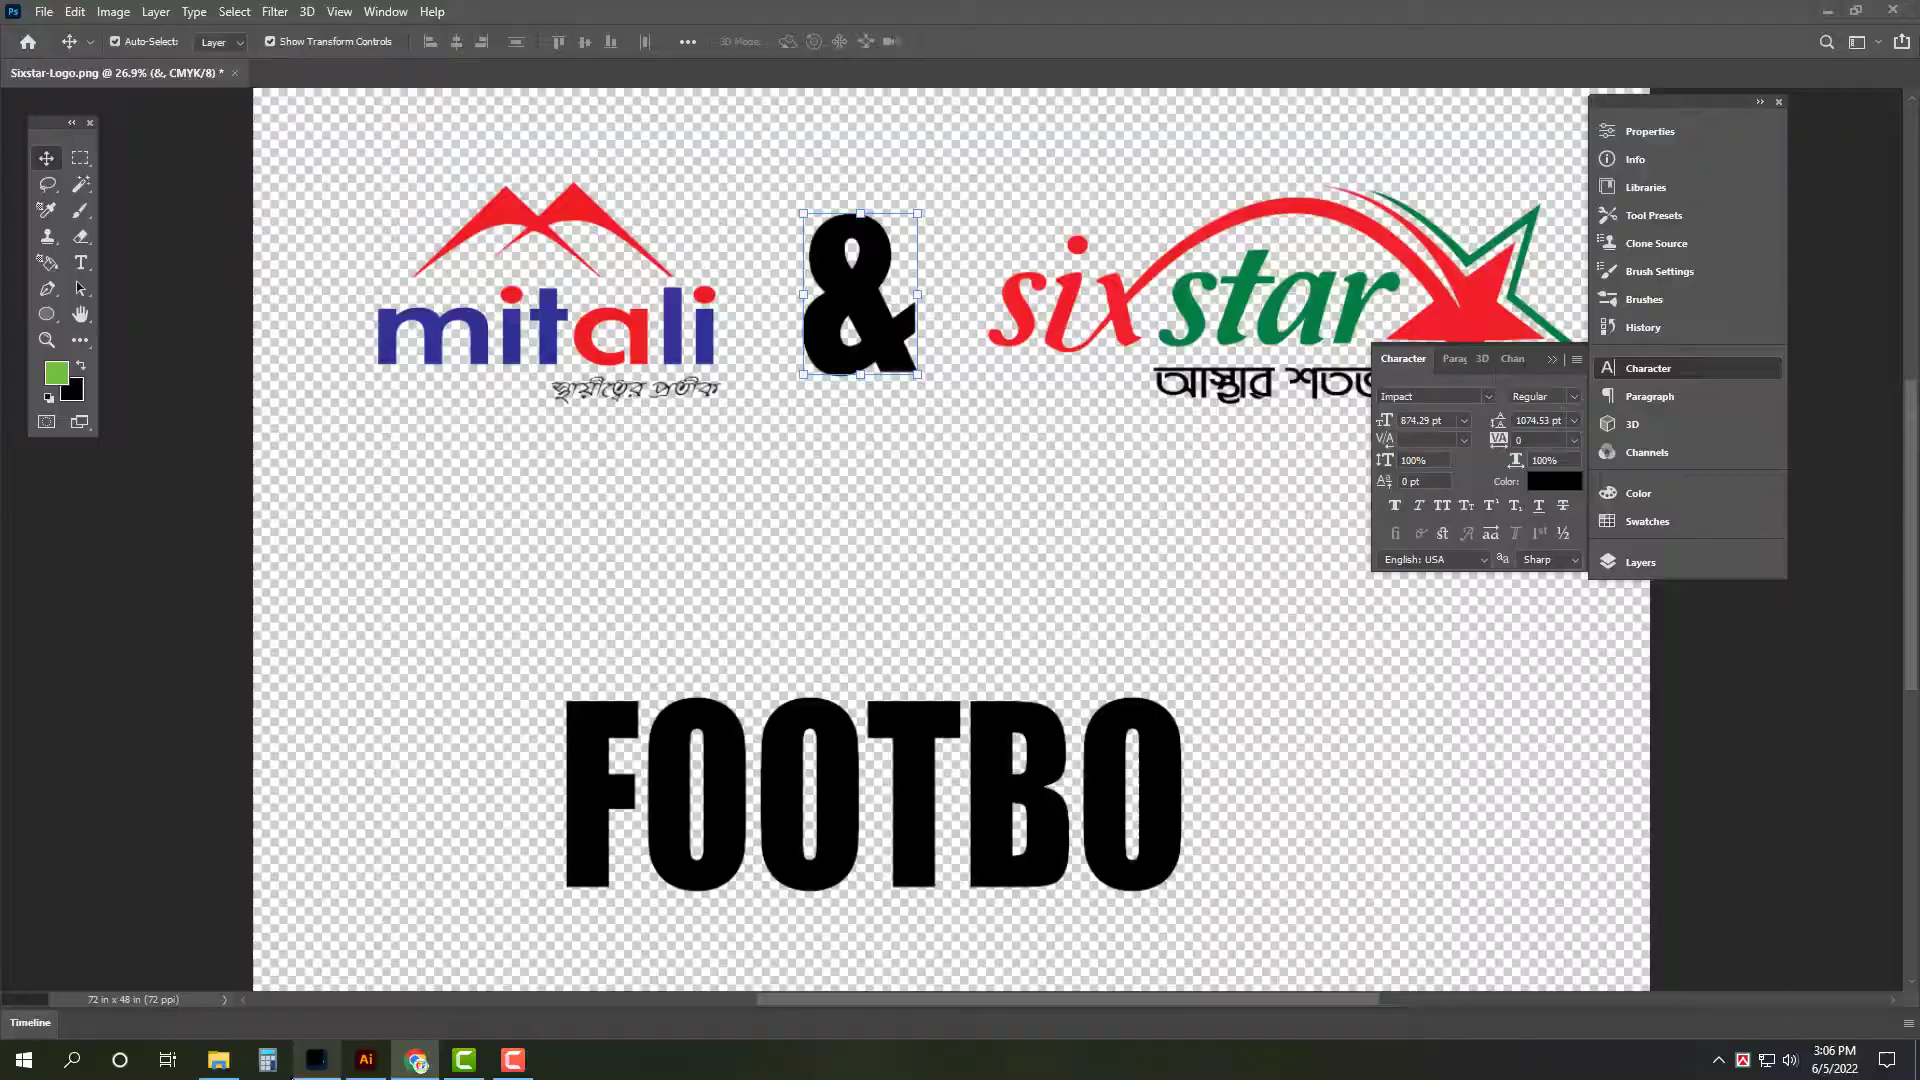 Ps File Edit Image Layer Type Select Filter 3D View Window Help
Auto-Select: Layer Show Transform Controls 3D Mode:
Sixstar-Logo.png @ 26.9% (&, CMYK/8) *
mitali
স্থায়ীত্বের প্রতীক
&
sixstar
আস্থার
FOOTBO
Properties
Info
Libraries
Tool Presets
Clone Source
Brush Settings
Brushes
History
Character
Paragraph
3D
Channels
Color
Swatches
Layers
Character Parag 3D Chan
Impact Regular
874.29 pt 1074.53 pt
0
100% 100%
0 pt Color:
English: USA Sharp
72 in x 48 in (72 ppi)
Timeline
Ai
3:06 PM
6/5/2022